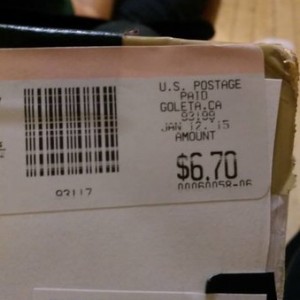 U.S. POSTAGE
PAID
GOLETA,CA
93199
JAN 12, 15
AMOUNT
$6.70
00060058-06
93117